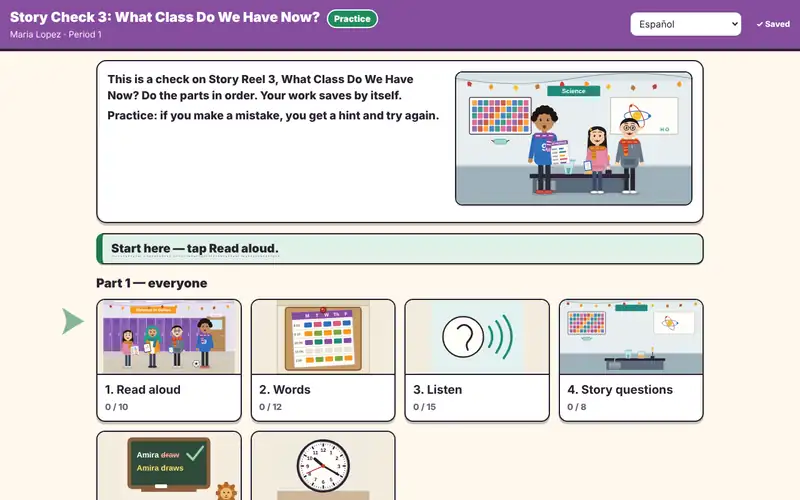 Story Check 3: What Class Do We Have Now? Practice
Maria Lopez · Period 1
Español
✓ Saved
This is a check on Story Reel 3, What Class Do We Have
Now? Do the parts in order. Your work saves by itself.
Practice: if you make a mistake, you get a hint and try again.
Science
Start here — tap Read aloud.
Part 1 — everyone
M T W Th F
1. Read aloud
0 / 10
2. Words
0 / 12
3. Listen
0 / 15
4. Story questions
0 / 8
Amira draw
Amira draws